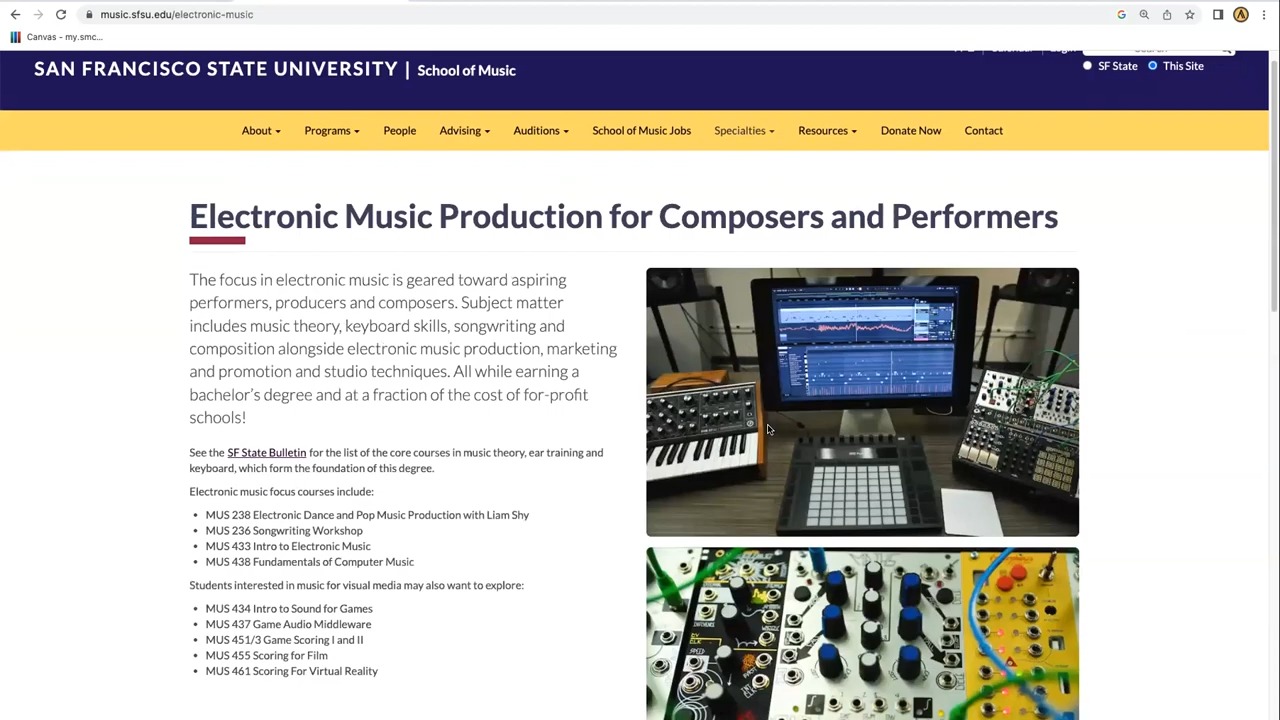 music.sfsu.edu/electronic-music
Canvas - my.smc...
SAN FRANCISCO STATE UNIVERSITY | School of Music
SF State This Site
About Programs People Advising Auditions School of Music Jobs Specialties Resources Donate Now Contact
Electronic Music Production for Composers and Performers
The focus in electronic music is geared toward aspiring
performers, producers and composers. Subject matter
includes music theory, keyboard skills, songwriting and
composition alongside electronic music production, marketing
and promotion and studio techniques. All while earning a
bachelor's degree and at a fraction of the cost of for-profit
schools!
See the SF State Bulletin for the list of the core courses in music theory, ear training and
keyboard, which form the foundation of this degree.
Electronic music focus courses include:
• MUS 238 Electronic Dance and Pop Music Production with Liam Shy
• MUS 236 Songwriting Workshop
• MUS 433 Intro to Electronic Music
• MUS 438 Fundamentals of Computer Music
Students interested in music for visual media may also want to explore:
• MUS 434 Intro to Sound for Games
• MUS 437 Game Audio Middleware
• MUS 451/3 Game Scoring I and II
• MUS 455 Scoring for Film
• MUS 461 Scoring For Virtual Reality